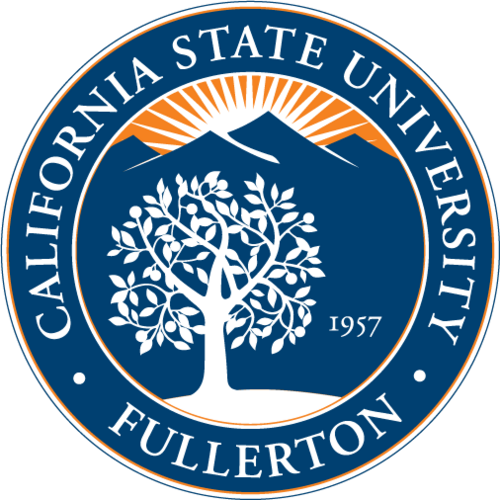 CALIFORNIA STATE UNIVERSITY
1957
FULLERTON